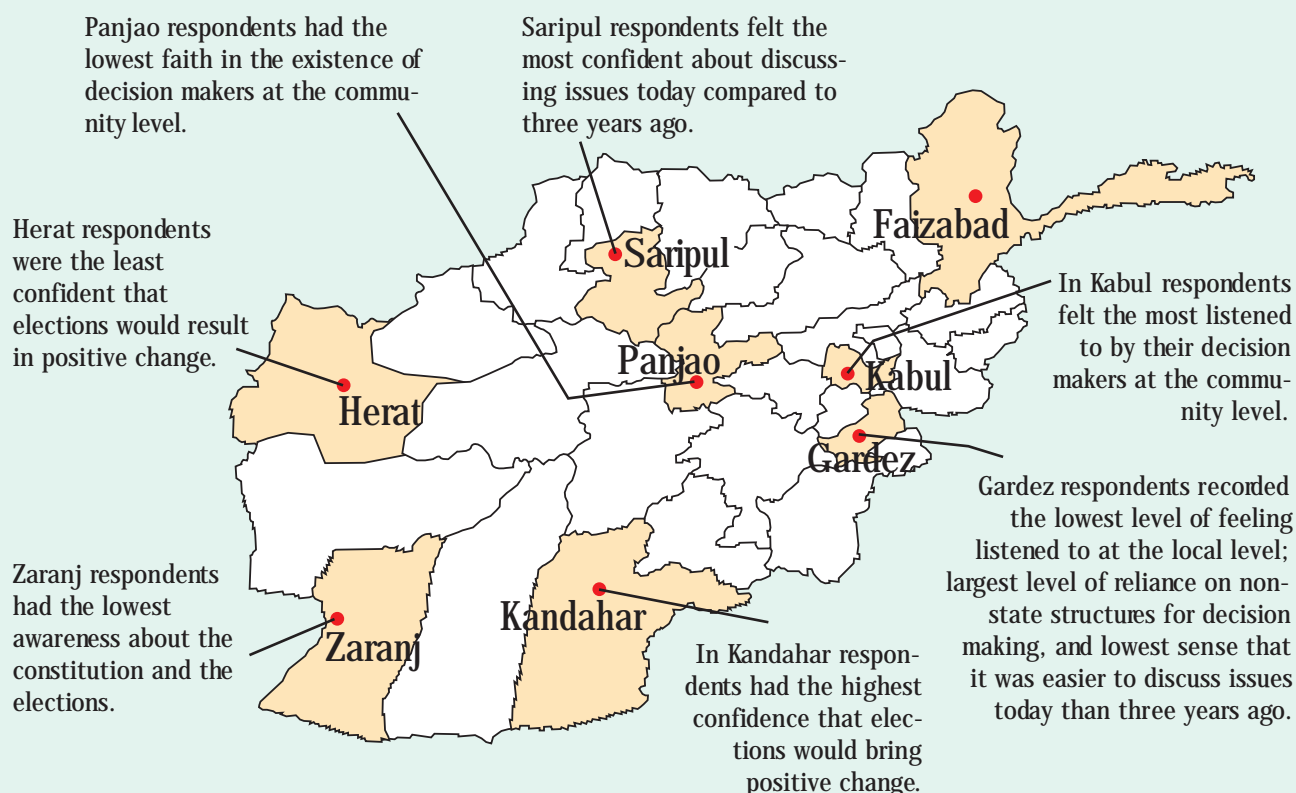 Panjao respondents had the
lowest faith in the existence of
decision makers at the commu-
nity level.
Saripul respondents felt the
most confident about discuss-
ing issues today compared to
three years ago.
Herat respondents
were the least
confident that
elections would result
in positive change.
Faizabad
Saripul
In Kabul respondents
felt the most listened
to by their decision
makers at the commu-
nity level.
Panjao
Kabul
Herat
Gardez
Gardez respondents recorded
the lowest level of feeling
listened to at the local level;
largest level of reliance on non-
state structures for decision
making, and lowest sense that
it was easier to discuss issues
today than three years ago.
Zaranj respondents
had the lowest
awareness about the
constitution and the
elections.
Kandahar
Zaranj
In Kandahar respon-
dents had the highest
confidence that elec-
tions would bring
positive change.